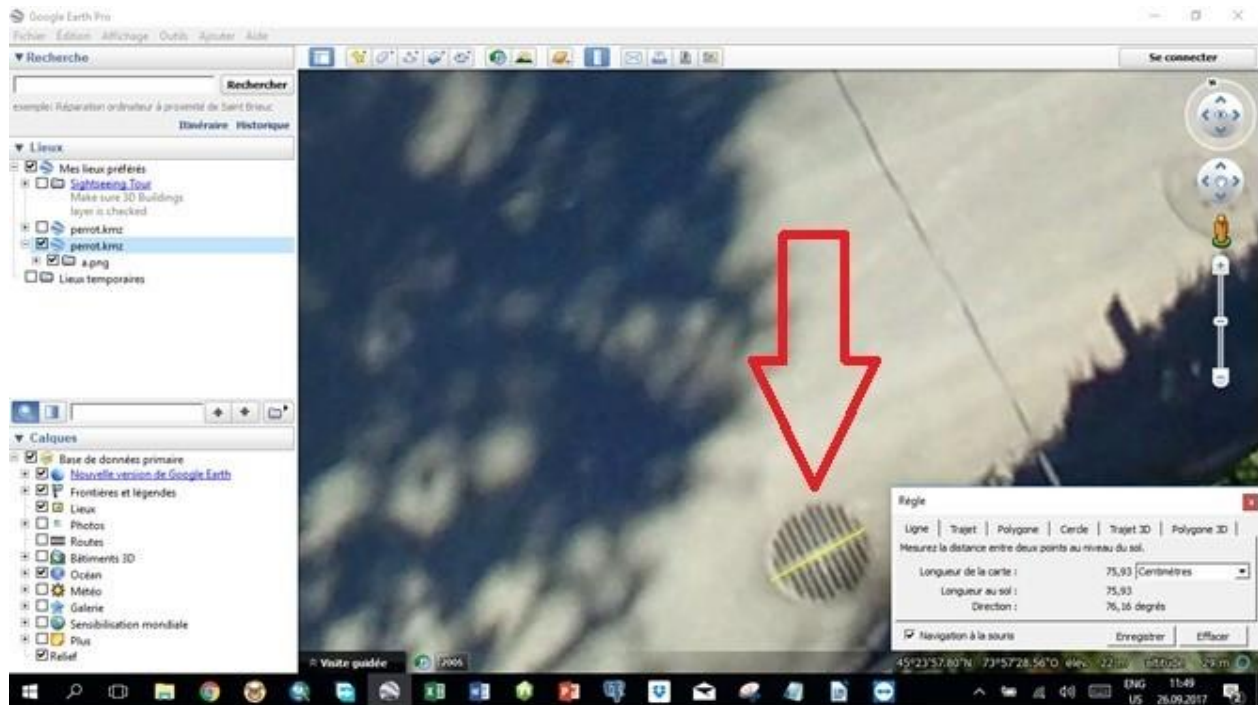 Google Earth Pro
Fichier Edition Affichage Outils Ajouter Aide
▼ Recherche
Se connecter
Rechercher
exemple: Réparation ordinateur à proximité de Saint Brieuc
Itinéraire Historique
▼ Lieux
Mes lieux préférés
Sightseeing Tour
Make sure 3D Buildings
layer is checked
perrot.kmz
perrot.kmz
a.png
Lieux temporaires
▼ Calques
Base de données primaire
Nouvelle version de Google Earth
Frontières et légendes
Lieux
Photos
Routes
Bâtiments 3D
Océan
Météo
Galerie
Sensibilisation mondiale
Plus
Relief
Règle
Ligne | Trajet | Polygone | Cercle | Trajet 3D | Polygone 3D
Mesurez la distance entre deux points au niveau du sol.
Longueur de la carte : 75,93 Centimètres
Longueur au sol : 75,93
Direction : 76,16 degrés
Navigation à la souris Enregistrer Effacer
Visite guidée 2005
45°23'57.80"N 73°57'28.56"O élév. 22 m altitude 29 m
ENG 11:49
US 26.09.2017